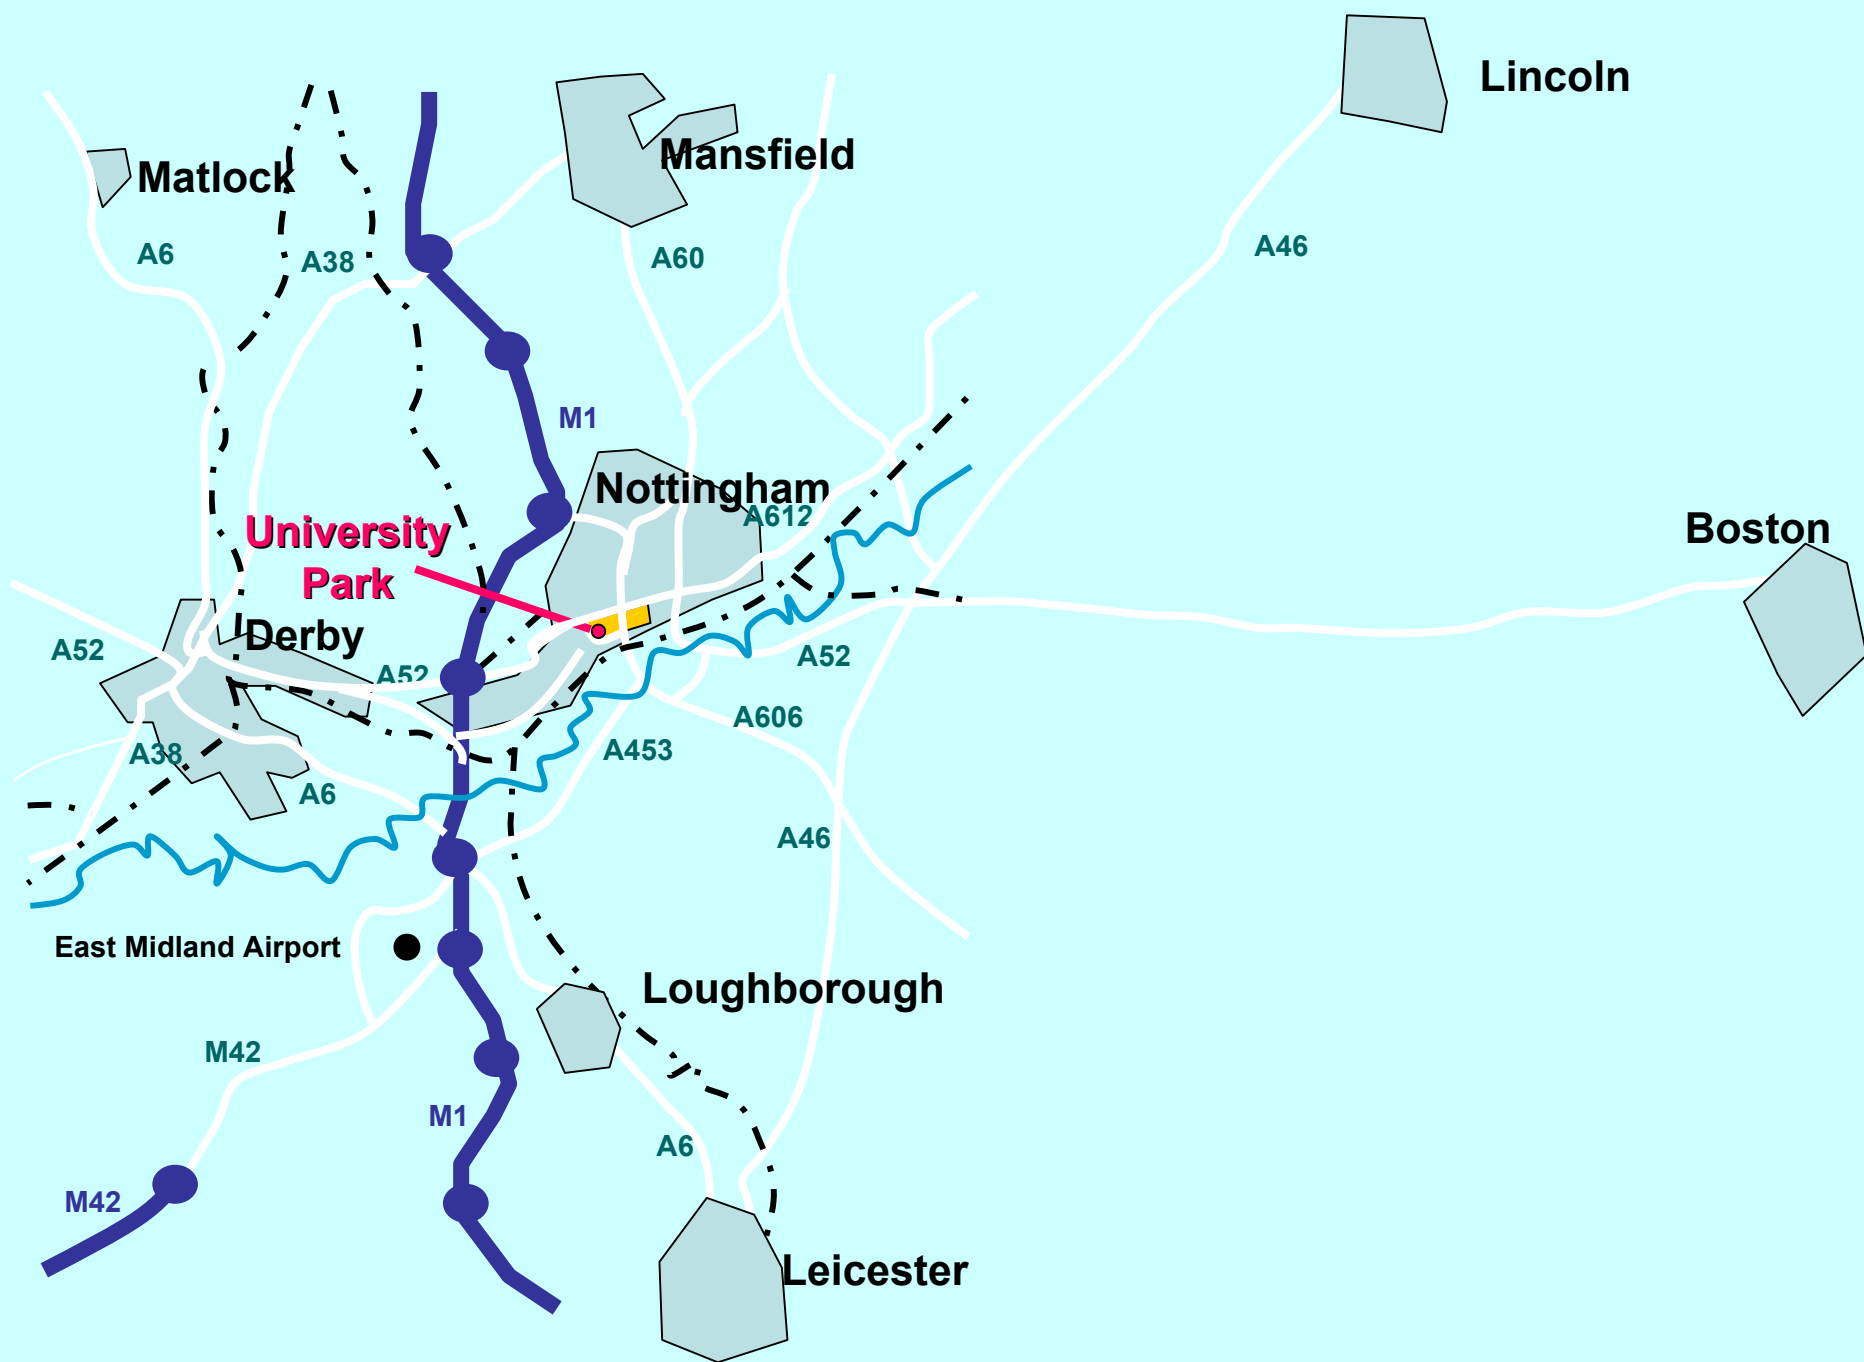 Lincoln
Mansfield
Matlock
A6
A38
A60
A46
M1
Nottingham
A612
University
Park
Boston
Derby
A52
A52
A52
A606
A38
A453
A6
A46
East Midland Airport
Loughborough
M42
M1
A6
M42
Leicester